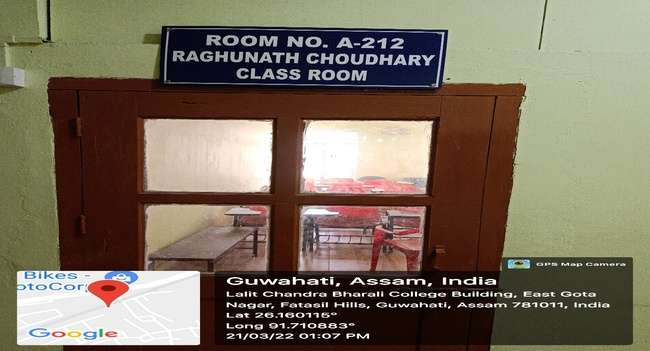 ROOM NO. A-212
RAGHUNATH CHOUDHARY
CLASS ROOM
GPS Map Camera
Bikes -
otoCor
Google
Guwahati, Assam, India
Lalit Chandra Bharali College Building, East Gota
Nagar, Fatasil Hills, Guwahati, Assam 781011, India
Lat 26.160115°
Long 91.710883°
21/03/22 01:07 PM